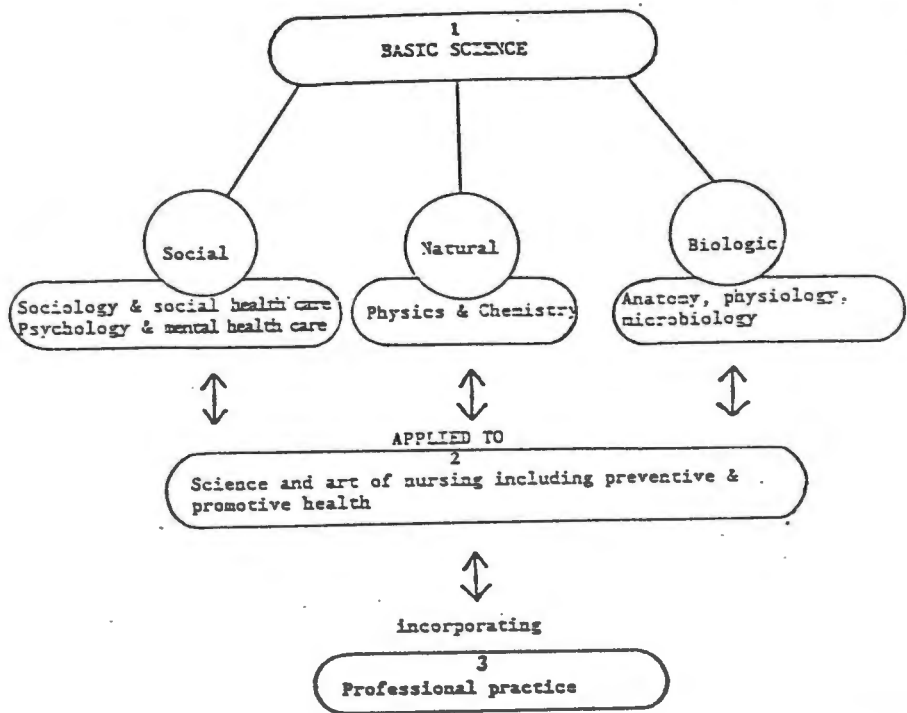 1
BASIC SCIENCE
Social
Natural
Biologic
Sociology & social health care
Psychology & mental health care
Physics & Chemistry
Anatomy, physiology,
microbiology
APPLIED TO
2
Science and art of nursing including preventive &
promotive health
incorporating
3
Professional practice